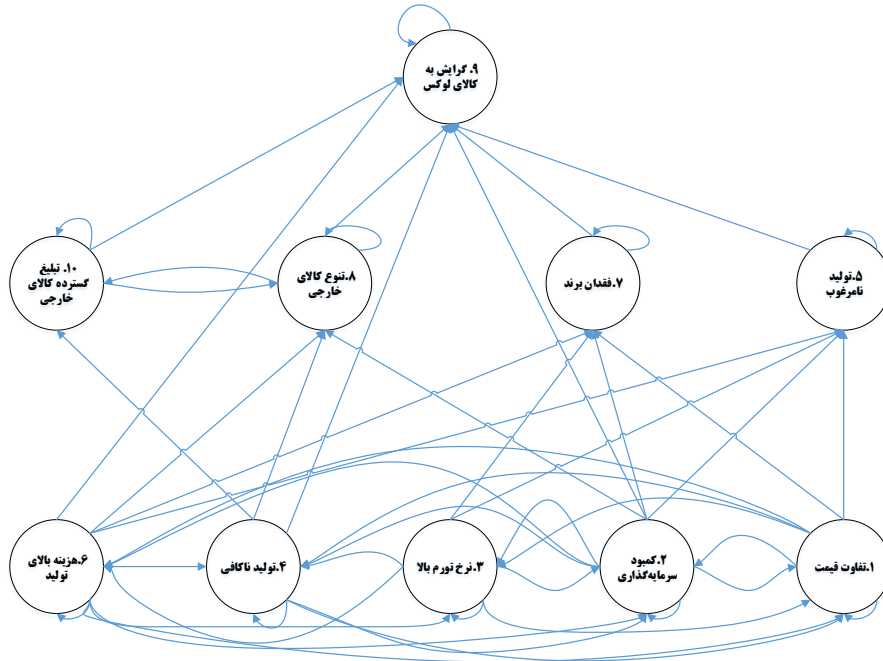 ۹. گرایش به
کالای لوکس
۵.تولید
نامرغوب
۷.فقدان برند
۸.تنوع کالای
خارجی
۱۰. تبلیغ
گسترده کالای
خارجی
۱.تفاوت قیمت
۲.کمبود
سرمایه‌گذاری
۳.نرخ تورم بالا
۴.تولید ناکافی
۶.هزینه بالای
تولید